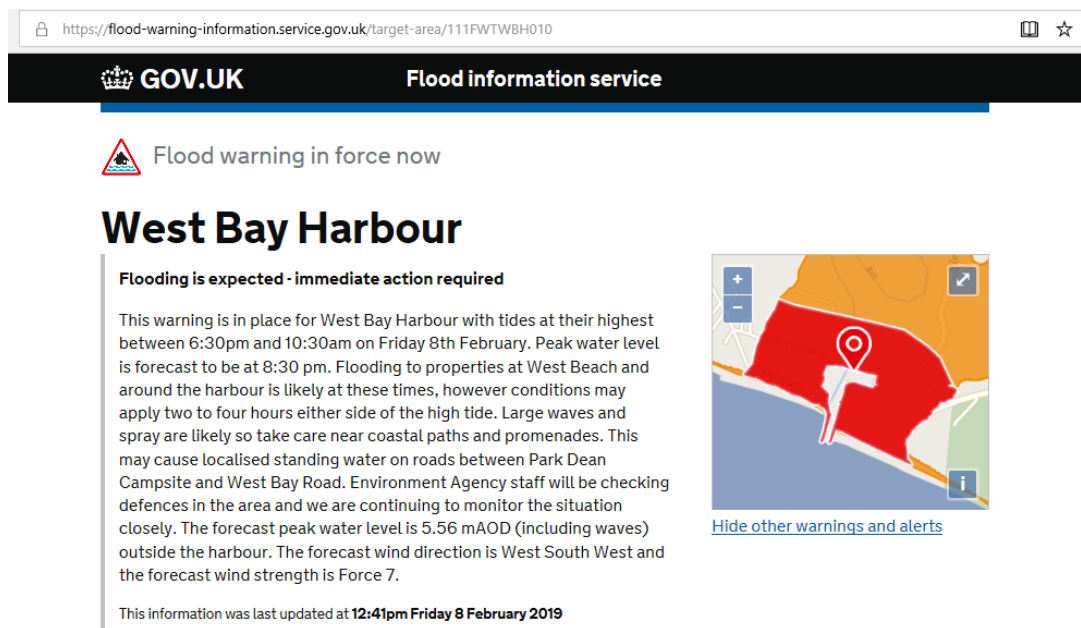 https://flood-warning-information.service.gov.uk/target-area/111FWTWBH010
GOV.UK Flood information service
Flood warning in force now
West Bay Harbour
Flooding is expected - immediate action required
This warning is in place for West Bay Harbour with tides at their highest
between 6:30pm and 10:30am on Friday 8th February. Peak water level
is forecast to be at 8:30 pm. Flooding to properties at West Beach and
around the harbour is likely at these times, however conditions may
apply two to four hours either side of the high tide. Large waves and
spray are likely so take care near coastal paths and promenades. This
may cause localised standing water on roads between Park Dean
Campsite and West Bay Road. Environment Agency staff will be checking
defences in the area and we are continuing to monitor the situation
closely. The forecast peak water level is 5.56 mAOD (including waves)
outside the harbour. The forecast wind direction is West South West and
the forecast wind strength is Force 7.
This information was last updated at 12:41pm Friday 8 February 2019
+
-
i
Hide other warnings and alerts